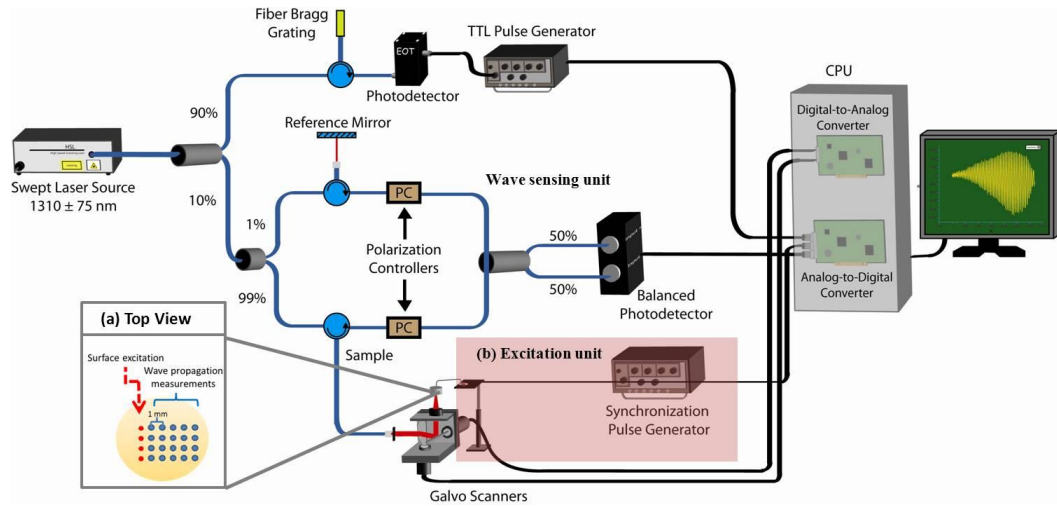 Fiber Bragg
Grating
EOT
Photodetector
TTL Pulse Generator
CPU
Digital-to-Analog
Converter
90%
Reference Mirror
HSL
Swept Laser Source
1310 ± 75 nm
10%
Wave sensing unit
PC
1%
50%
Polarization
Controllers
50%
Analog-to-Digital
Converter
99%
Balanced
Photodetector
PC
(a) Top View
Sample
(b) Excitation unit
Surface excitation
Wave propagation
measurements
1 mm
Synchronization
Pulse Generator
Galvo Scanners